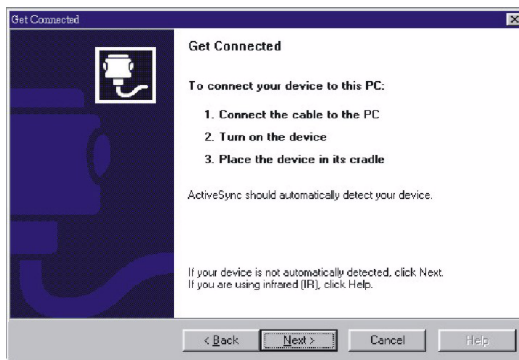 Get Connected
Get Connected
To connect your device to this PC:
1. Connect the cable to the PC
2. Turn on the device
3. Place the device in its cradle
ActiveSync should automatically detect your device.
If your device is not automatically detected, click Next.
If you are using infrared (IR), click Help.
< Back
Next >
Cancel
Help